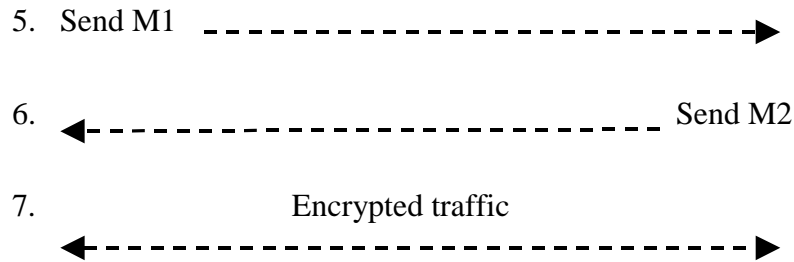 5. Send M1
6. Send M2
7. Encrypted traffic